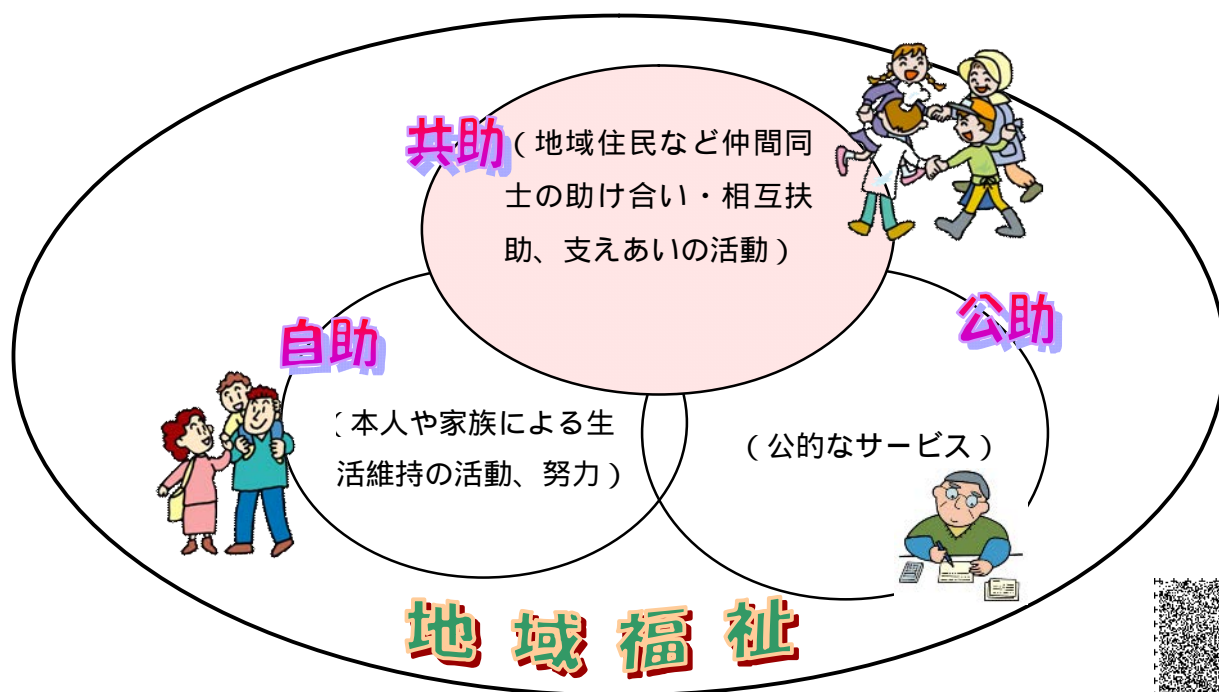 共助
（地域住民など仲間同
士の助け合い・相互扶
助、支えあいの活動）
自助
（本人や家族による生
活維持の活動、努力）
公助
（公的なサービス）
地域福祉